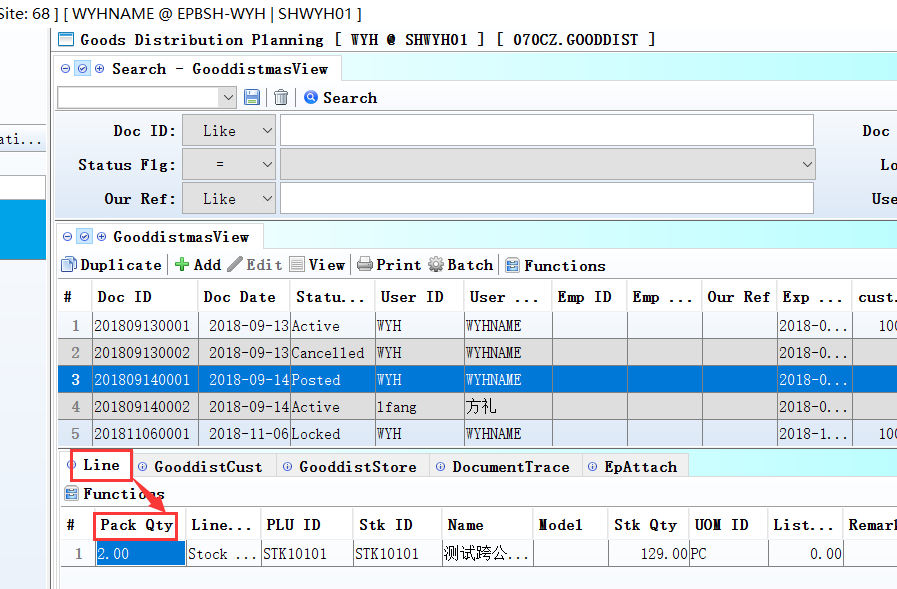 Site: 68 ] [ WYHNAME @ EPBSH-WYH | SHWYH01 ]
Goods Distribution Planning [ WYH @ SHWYH01 ] [ 070CZ.GOODDIST ]
Search - GooddistmasView
Search
ati...
Doc ID: Like Doc
Status Flg: = Lo
Our Ref: Like Use
GooddistmasView
Duplicate Add Edit View Print Batch Functions
# Doc ID Doc Date Statu... User ID User ... Emp ID Emp ... Our Ref Exp ... cust.
1 201809130001 2018-09-13 Active WYH WYHNAME 2018-0... 100
2 201809130002 2018-09-13 Cancelled WYH WYHNAME 2018-0...
3 201809140001 2018-09-14 Posted WYH WYHNAME 2018-0...
4 201809140002 2018-09-14 Active lfang 方礼 2018-0...
5 201811060001 2018-11-06 Locked WYH WYHNAME 2018-1... 100
Line GooddistCust GooddistStore DocumentTrace EpAttach
Functions
# Pack Qty Line... PLU ID Stk ID Name Model Stk Qty UOM ID List... Remark
1 2.00 Stock ... STK10101 STK10101 测试跨公... 129.00 PC 0.00